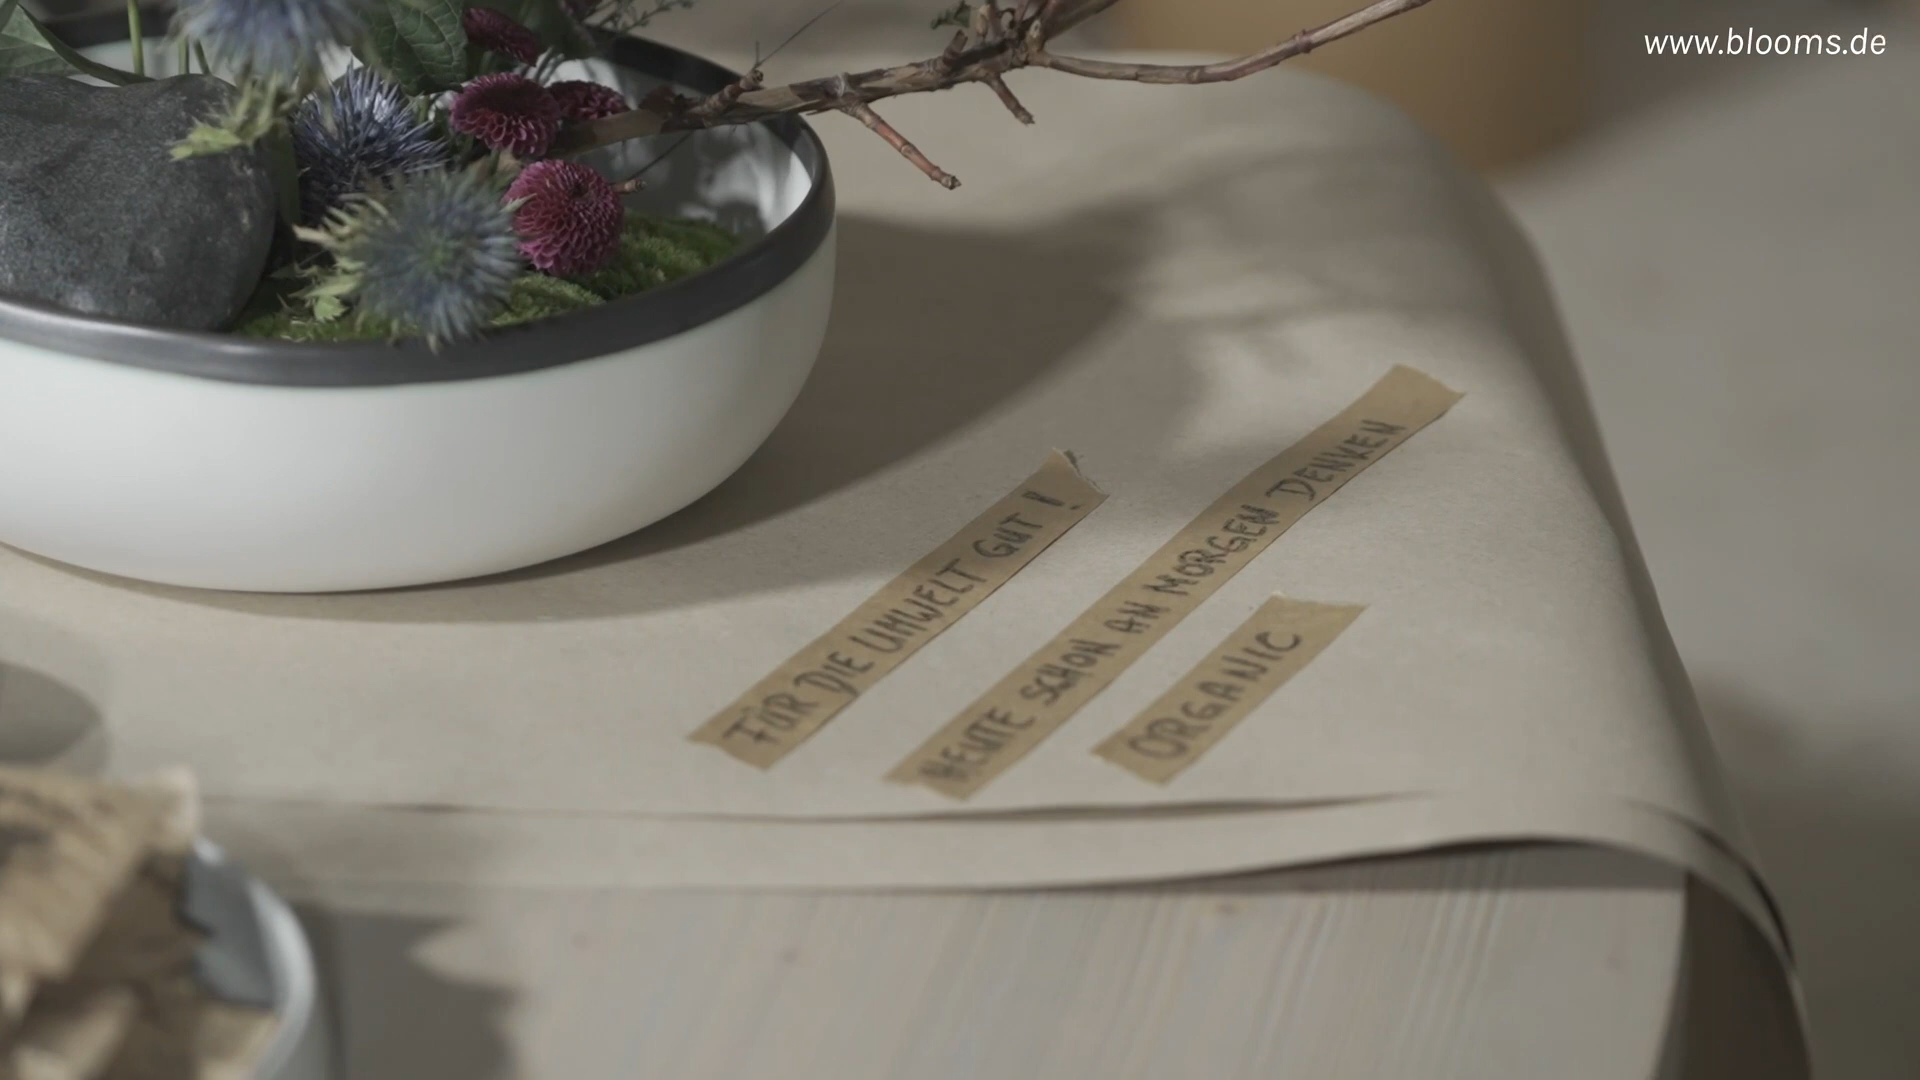 www.blooms.de
FÜR DIE UMWELT GUT!
HEUTE SCHON AN MORGEN DENKEN
ORGANIC